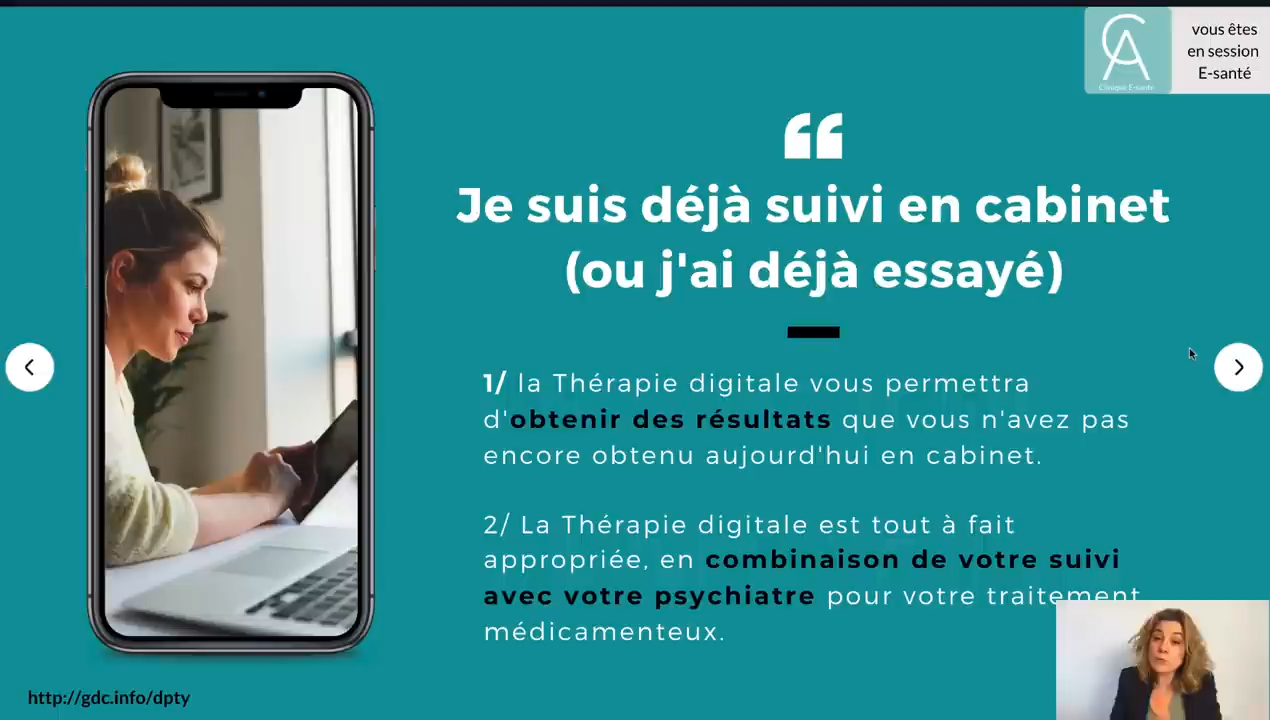 vous êtes
en session
E-santé
CA
Clinique E-santé
“
Je suis déjà suivi en cabinet
(ou j'ai déjà essayé)
1/ la Thérapie digitale vous permettra
d'obtenir des résultats que vous n'avez pas
encore obtenu aujourd'hui en cabinet.
2/ La Thérapie digitale est tout à fait
appropriée, en combinaison de votre suivi
avec votre psychiatre pour votre traitement
médicamenteux.
http://gdc.info/dpty